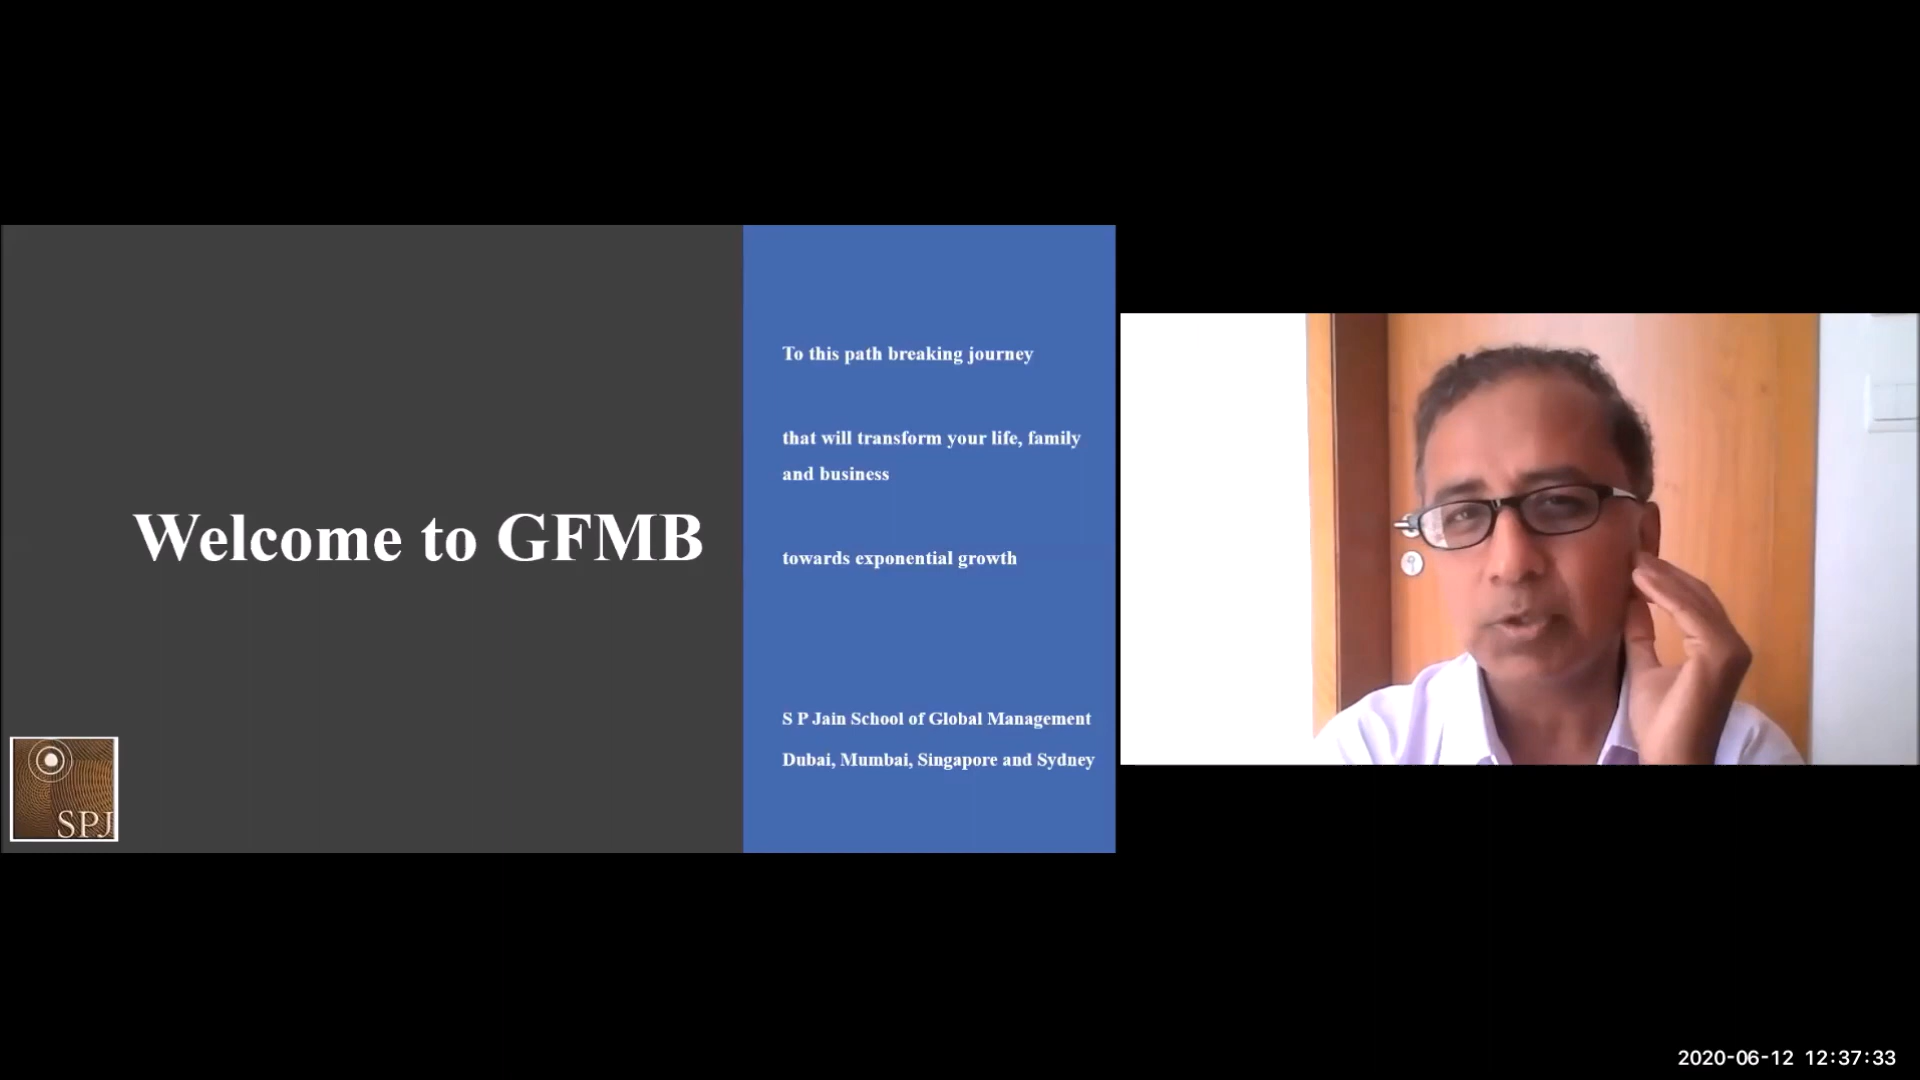 Welcome to GFMB
To this path breaking journey
that will transform your life, family
and business
towards exponential growth
S P Jain School of Global Management
Dubai, Mumbai, Singapore and Sydney
SPJ
2020-06-12 12:37:33